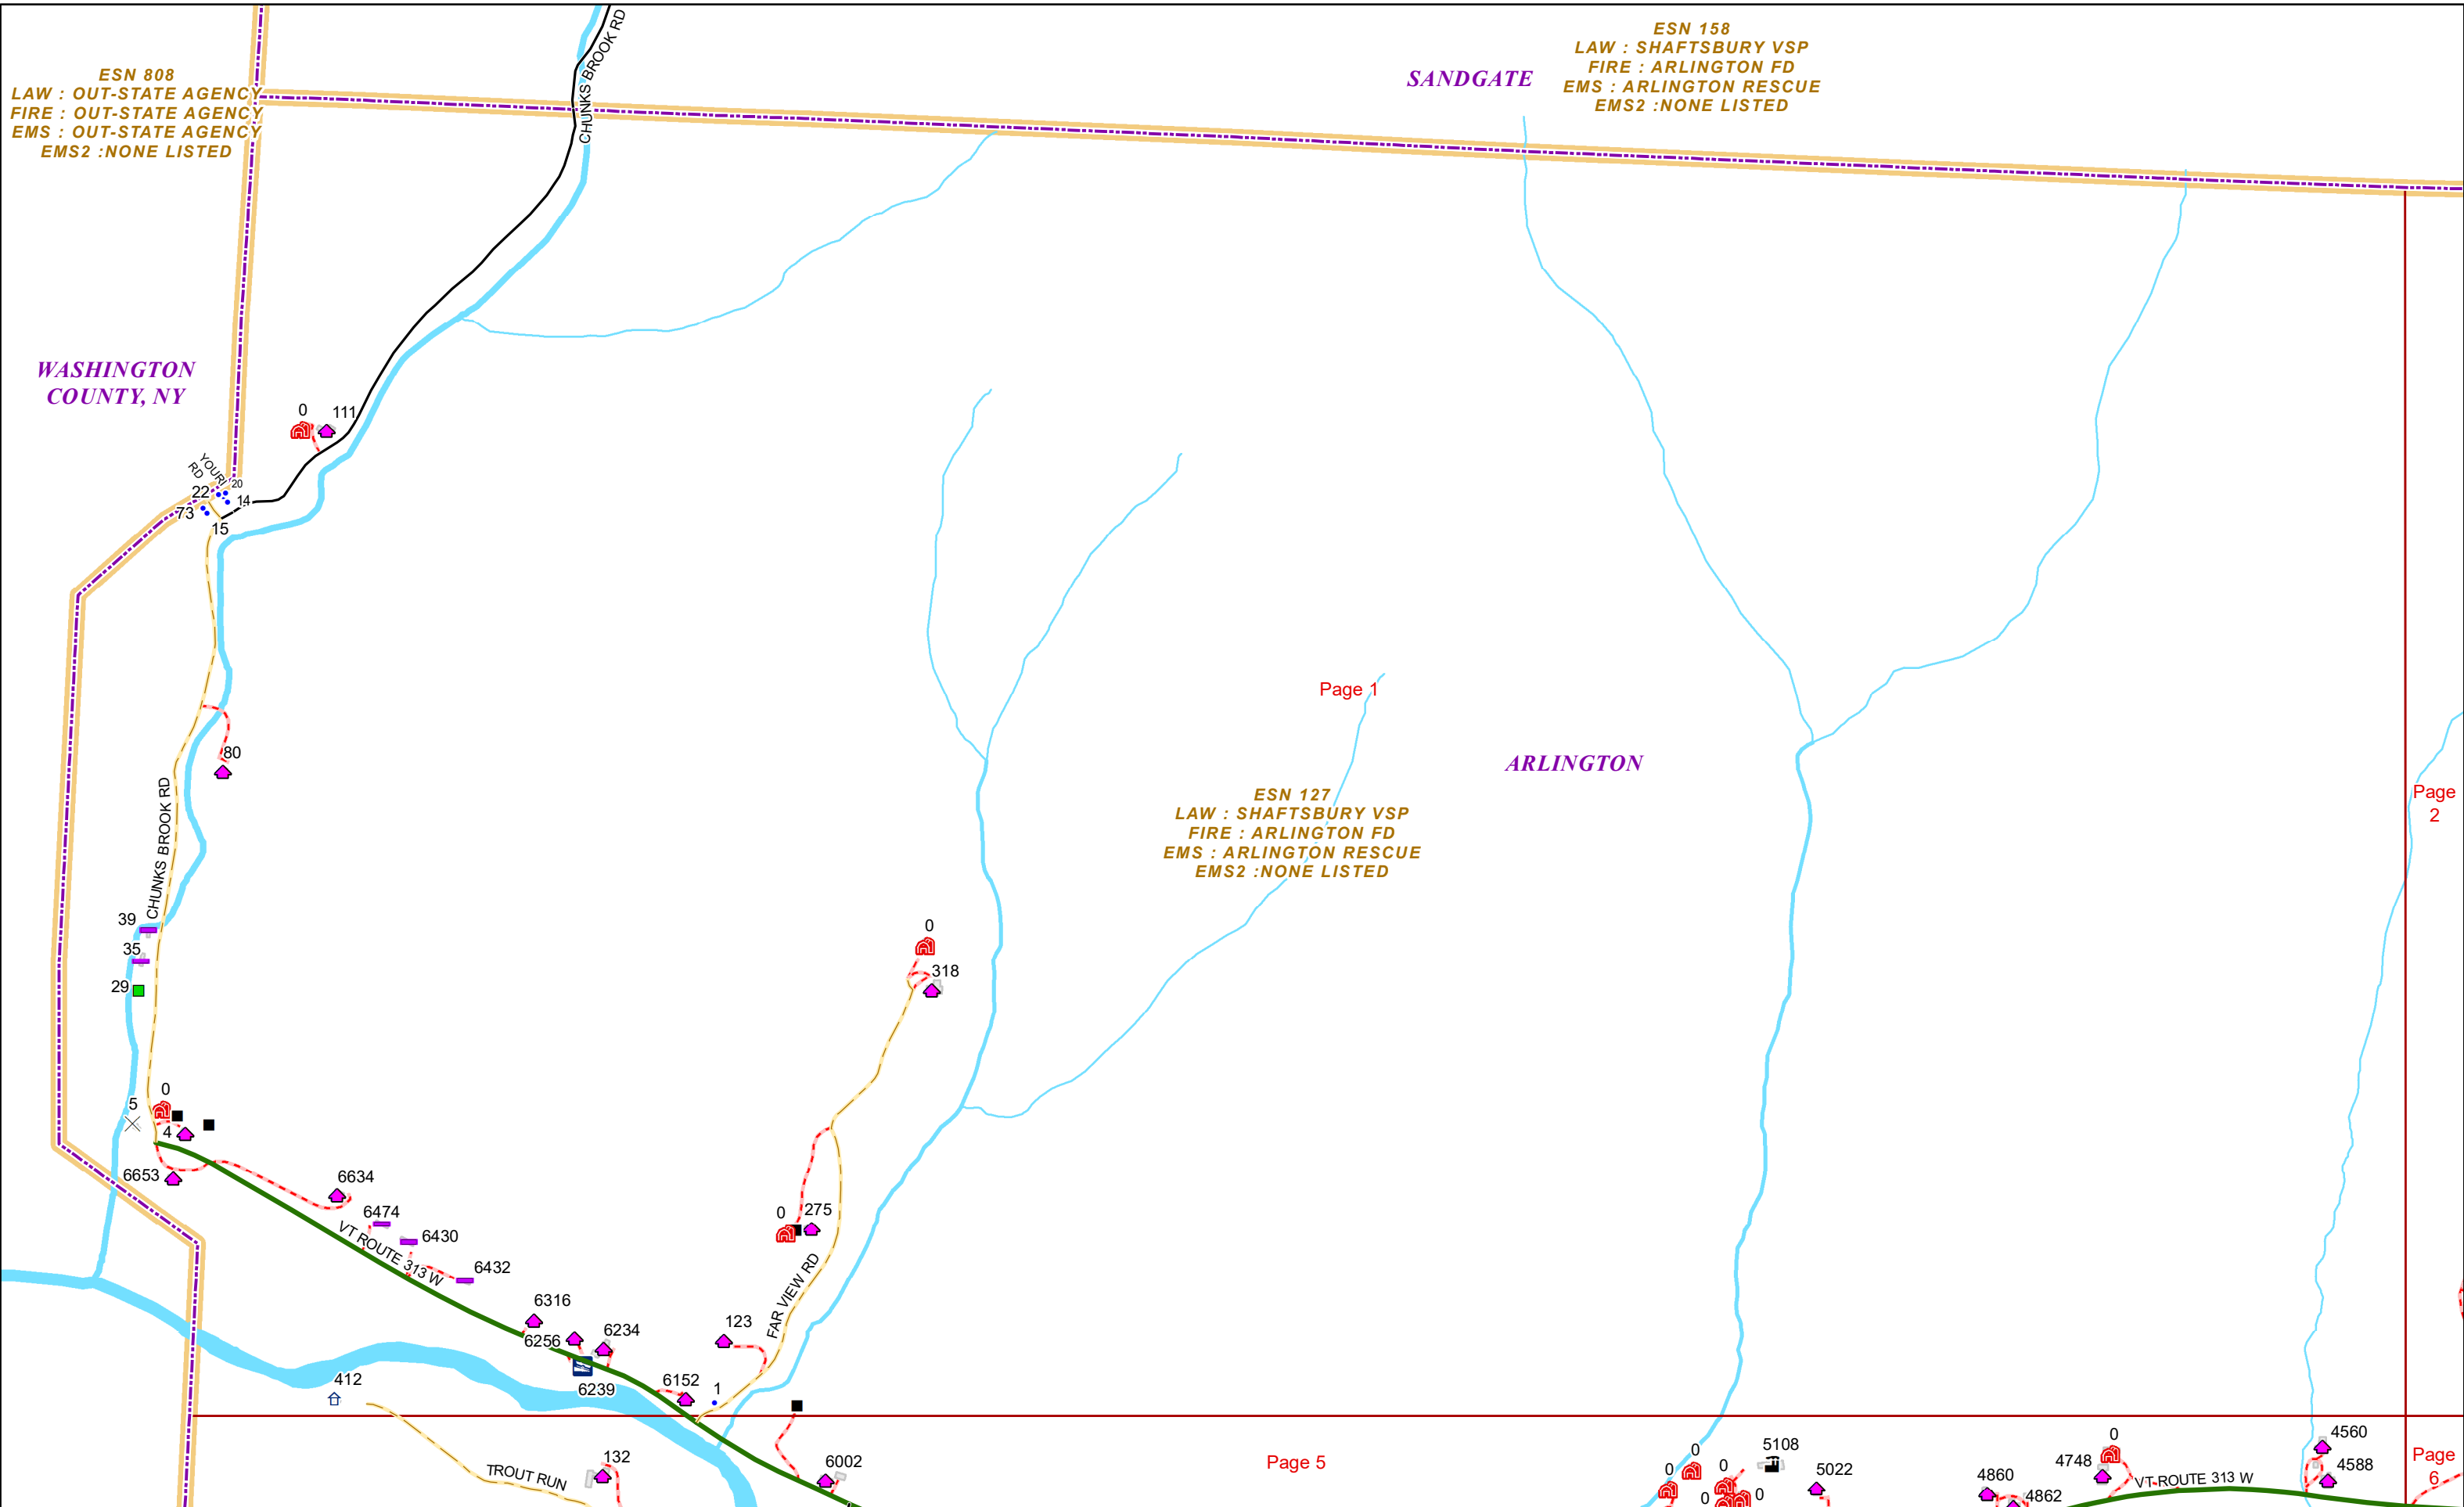 CHUNKS BROOK RD
ESN 158
LAW : SHAFTSBURY VSP
FIRE : ARLINGTON FD
EMS : ARLINGTON RESCUE
EMS2 :NONE LISTED
SANDGATE
ESN 808
LAW : OUT-STATE AGENCY
FIRE : OUT-STATE AGENCY
EMS : OUT-STATE AGENCY
EMS2 :NONE LISTED
WASHINGTON
COUNTY, NY
0
111
YOURI
RD
20
22
14
73
15
Page 1
80
ARLINGTON
ESN 127
LAW : SHAFTSBURY VSP
FIRE : ARLINGTON FD
EMS : ARLINGTON RESCUE
EMS2 :NONE LISTED
Page
2
CHUNKS BROOK RD
39
35
29
0
318
0
5
4
6653
6634
6474
6430
VT ROUTE 313 W
6432
0
275
FAR VIEW RD
6316
6256
6234
123
6239
412
6152
1
132
TROUT RUN
6002
Page 5
0
0
0
0
0
5108
5022
4860
4862
4748
0
VT ROUTE 313 W
4560
4588
Page
6